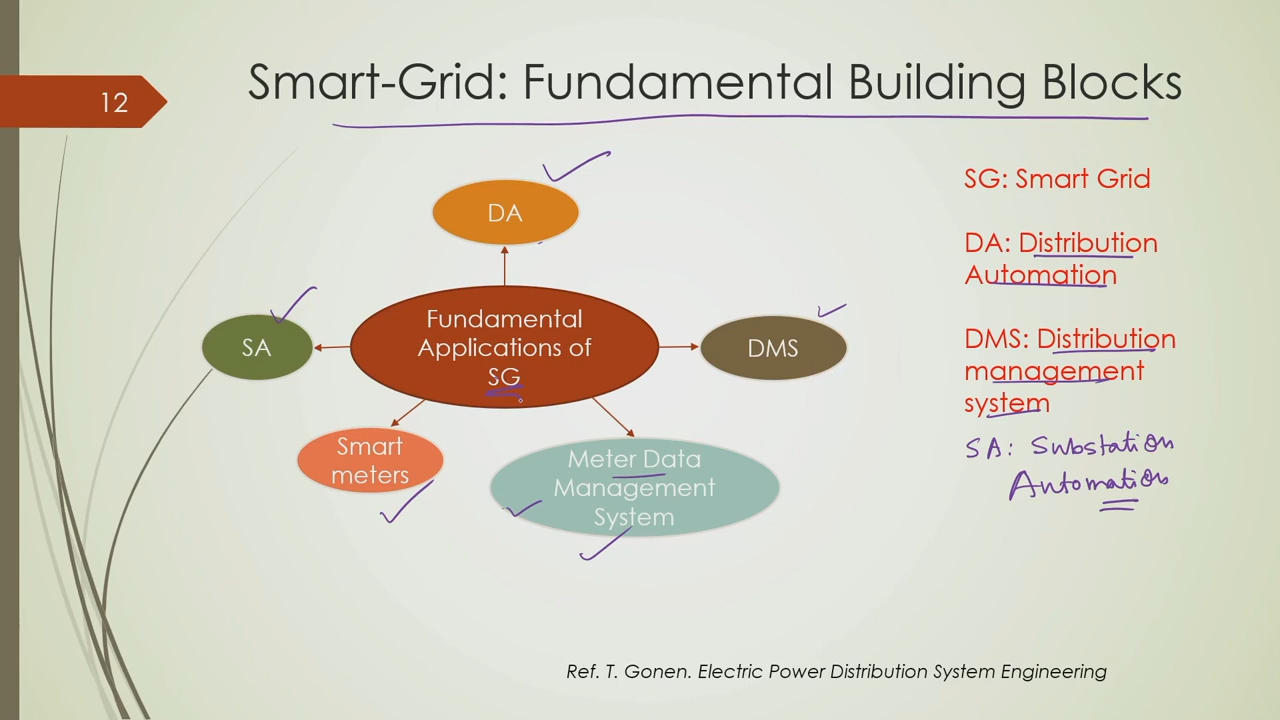 12
Smart-Grid: Fundamental Building Blocks
DA
SA
Fundamental
Applications of
SG
DMS
Smart
meters
Meter Data
Management
System
SG: Smart Grid
DA: Distribution
Automation
DMS: Distribution
management
system
SA: Substation
Automation
Ref. T. Gonen. Electric Power Distribution System Engineering